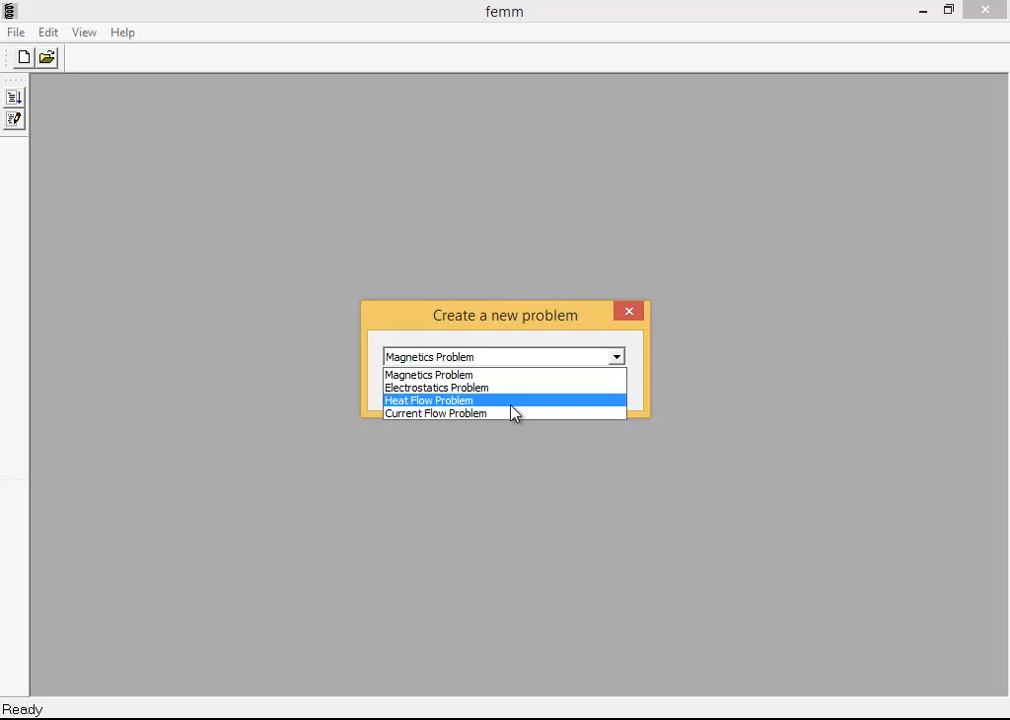 femm
File Edit View Help
Create a new problem
Magnetics Problem
Magnetics Problem
Electrostatics Problem
Heat Flow Problem
Current Flow Problem
Ready